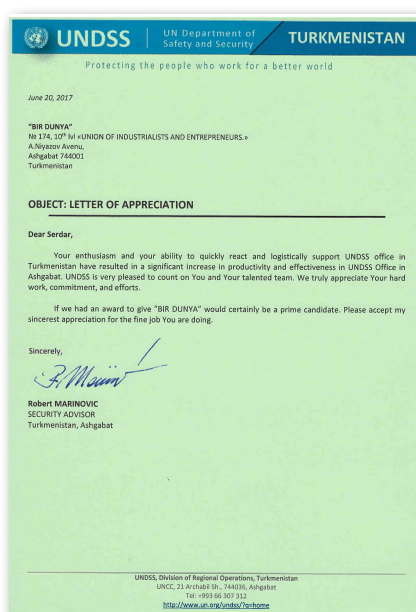 UNDSS
UN Department of
Safety and Security
TURKMENISTAN
Protecting the people who work for a better world
June 20, 2017
"BIR DUNYA"
№ 174, 10th lvl «UNION OF INDUSTRIALISTS AND ENTREPRENEURS.»
A.Niyazov Avenu,
Ashgabat 744001
Turkmenistan
OBJECT: LETTER OF APPRECIATION
Dear Serdar,
Your enthusiasm and your ability to quickly react and logistically support UNDSS office in
Turkmenistan have resulted in a significant increase in productivity and effectiveness in UNDSS Office in
Ashgabat. UNDSS is very pleased to count on You and Your talented team. We truly appreciate Your hard
work, commitment, and efforts.
If we had an award to give "BIR DUNYA" would certainly be a prime candidate. Please accept my
sincerest appreciation for the fine job You are doing.
Sincerely,
Robert MARINOVIC
SECURITY ADVISOR
Turkmenistan, Ashgabat
UNDSS, Division of Regional Operations, Turkmenistan
UNCC, 21 Archabil Sh., 744036, Ashgabat
Tel: +993 66 307 312
http://www.un.org/undss/?q=home